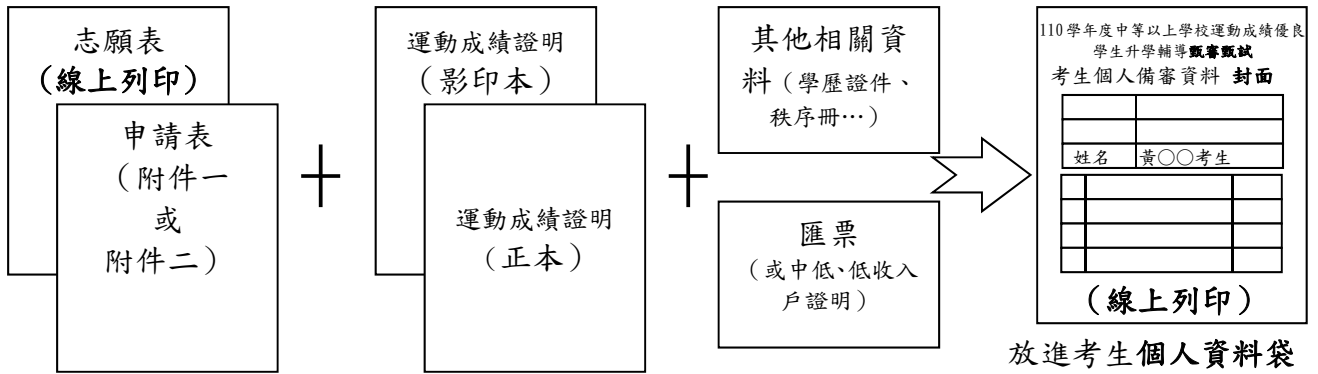 志願表
(線上列印)
申請表
(附件一
或
附件二)
+
運動成績證明
(影印本)
運動成績證明
(正本)
+
其他相關資
料(學歷證件、
秩序冊…)
匯票
(或中低、低收入
戶證明)
110學年度中等以上學校運動成績優良
學生升學輔導甄審甄試
考生個人備審資料 封面
姓名 黃○○考生
(線上列印)
放進考生個人資料袋